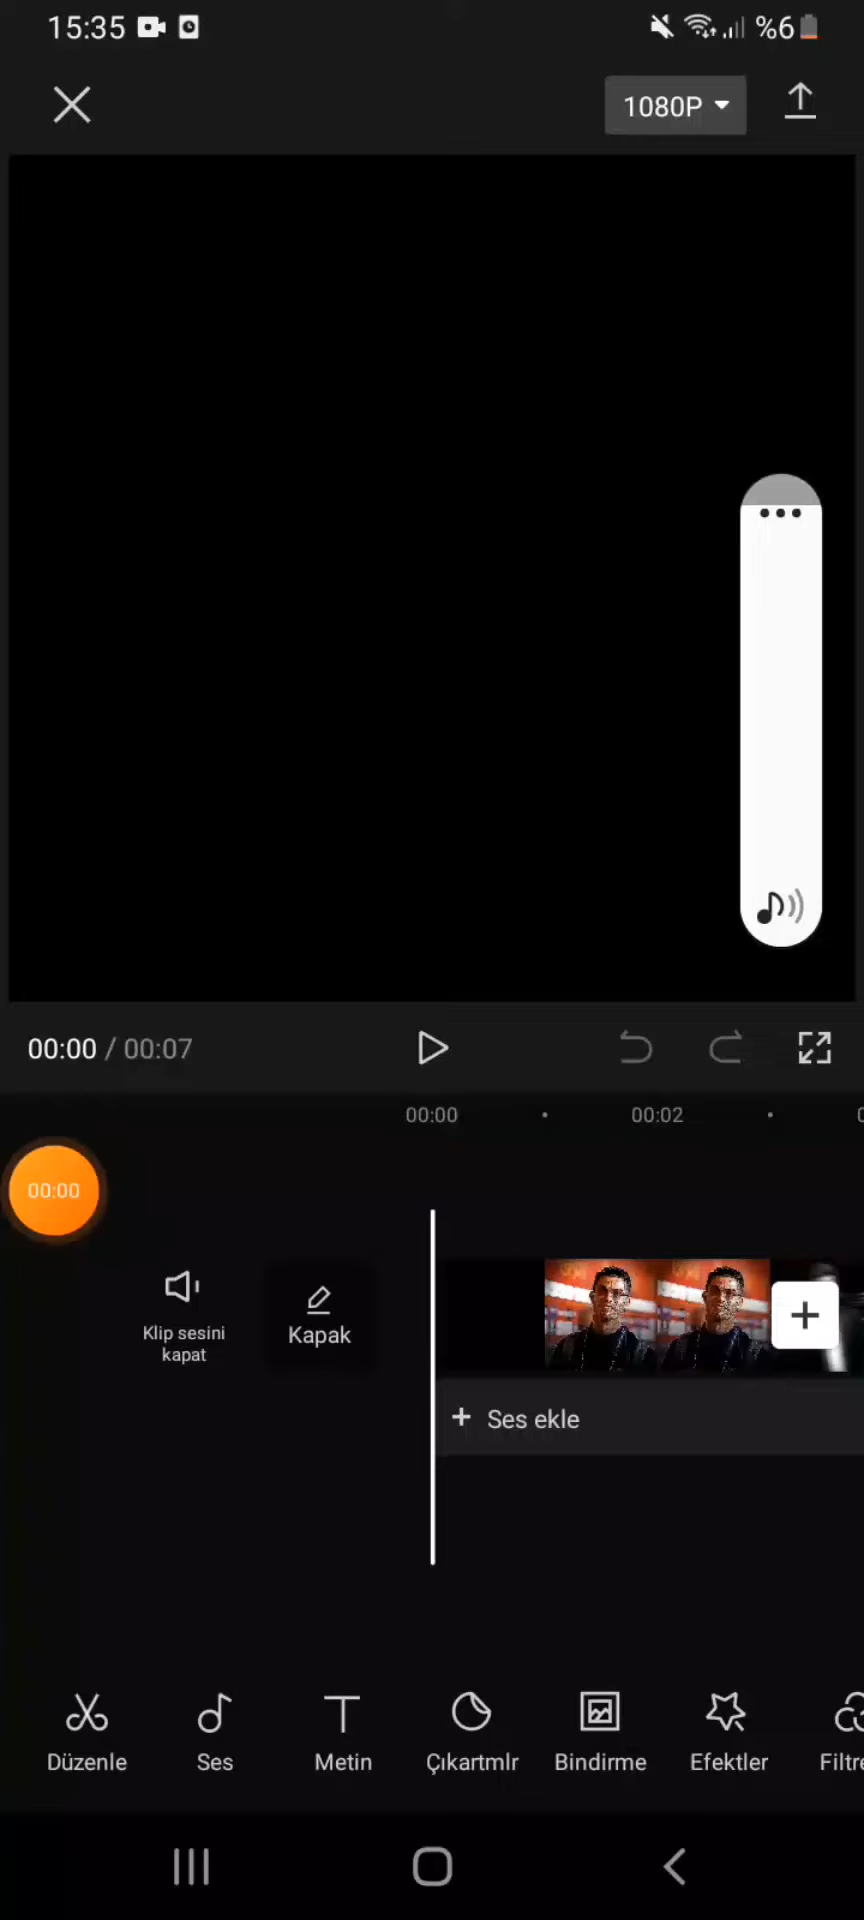 15:35 %6
1080P
00:00 / 00:07
00:00 00:02
00:00
Klip sesini
kapat
Kapak
+ Ses ekle
Düzenle Ses Metin Çıkartmlr Bindirme Efektler Filtre